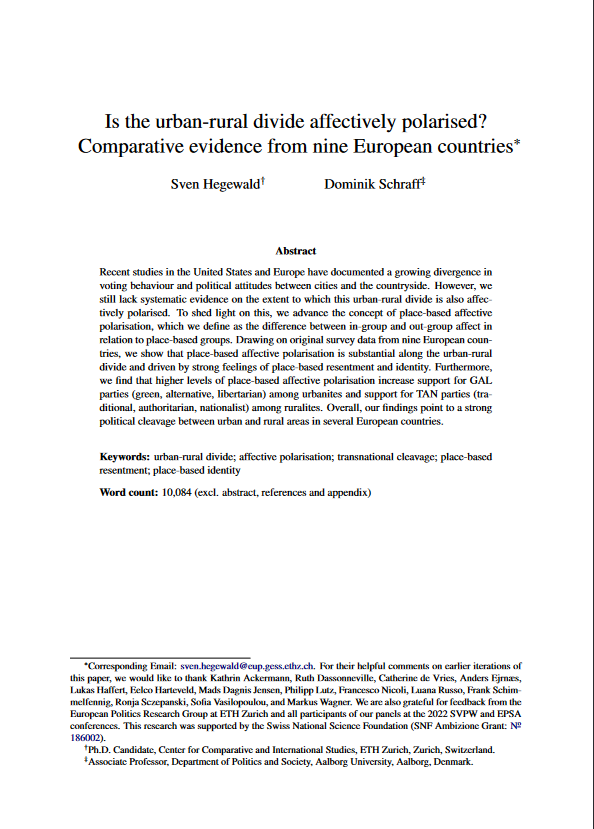 Is the urban-rural divide affectively polarised?
Comparative evidence from nine European countries*
Sven Hegewald† Dominik Schraff‡
Abstract
Recent studies in the United States and Europe have documented a growing divergence in
voting behaviour and political attitudes between cities and the countryside. However, we
still lack systematic evidence on the extent to which this urban-rural divide is also affec-
tively polarised. To shed light on this, we advance the concept of place-based affective
polarisation, which we define as the difference between in-group and out-group affect in
relation to place-based groups. Drawing on original survey data from nine European coun-
tries, we show that place-based affective polarisation is substantial along the urban-rural
divide and driven by strong feelings of place-based resentment and identity. Furthermore,
we find that higher levels of place-based affective polarisation increase support for GAL
parties (green, alternative, libertarian) among urbanites and support for TAN parties (tra-
ditional, authoritarian, nationalist) among ruralites. Overall, our findings point to a strong
political cleavage between urban and rural areas in several European countries.
Keywords: urban-rural divide; affective polarisation; transnational cleavage; place-based
resentment; place-based identity
Word count: 10,084 (excl. abstract, references and appendix)
*Corresponding Email: sven.hegewald@eup.gess.ethz.ch. For their helpful comments on earlier iterations of
this paper, we would like to thank Kathrin Ackermann, Ruth Dassonneville, Catherine de Vries, Anders Ejrnæs,
Lukas Haffert, Eelco Harteveld, Mads Dagnis Jensen, Philipp Lutz, Francesco Nicoli, Luana Russo, Frank Schim-
melfennig, Ronja Sczepanski, Sofia Vasilopoulou, and Markus Wagner. We are also grateful for feedback from the
European Politics Research Group at ETH Zurich and all participants of our panels at the 2022 SVPW and EPSA
conferences. This research was supported by the Swiss National Science Foundation (SNF Ambizione Grant: №
186002).
†Ph.D. Candidate, Center for Comparative and International Studies, ETH Zurich, Zurich, Switzerland.
‡Associate Professor, Department of Politics and Society, Aalborg University, Aalborg, Denmark.